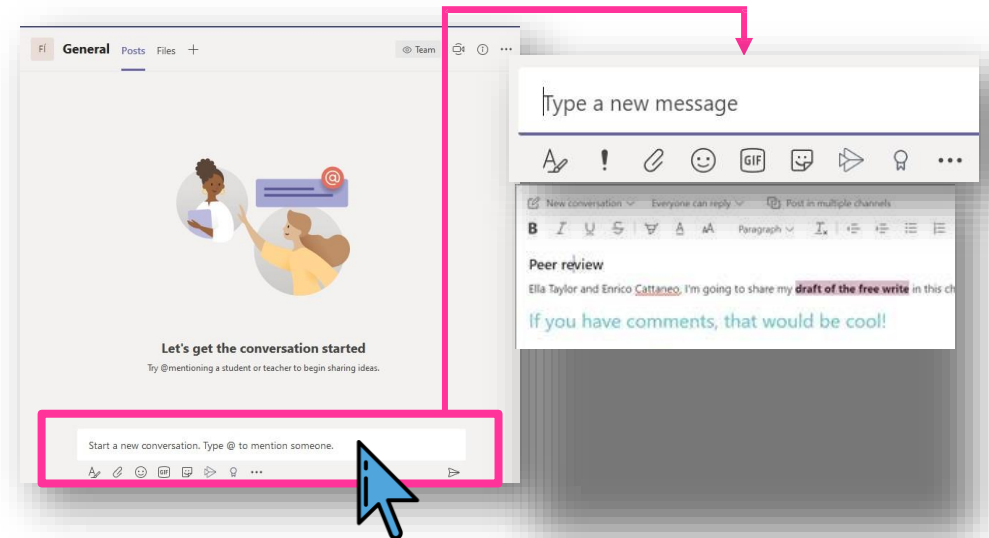 FÍ General Posts Files + Team
Let's get the conversation started
Try @mentioning a student or teacher to begin sharing ideas.
Start a new conversation. Type @ to mention someone.
GIF
Type a new message
GIF
New conversation Everyone can reply Post in multiple channels
B I U S A A AA Paragraph
Peer review
Ella Taylor and Enrico Cattaneo, I'm going to share my draft of the free write in this ch
If you have comments, that would be cool!